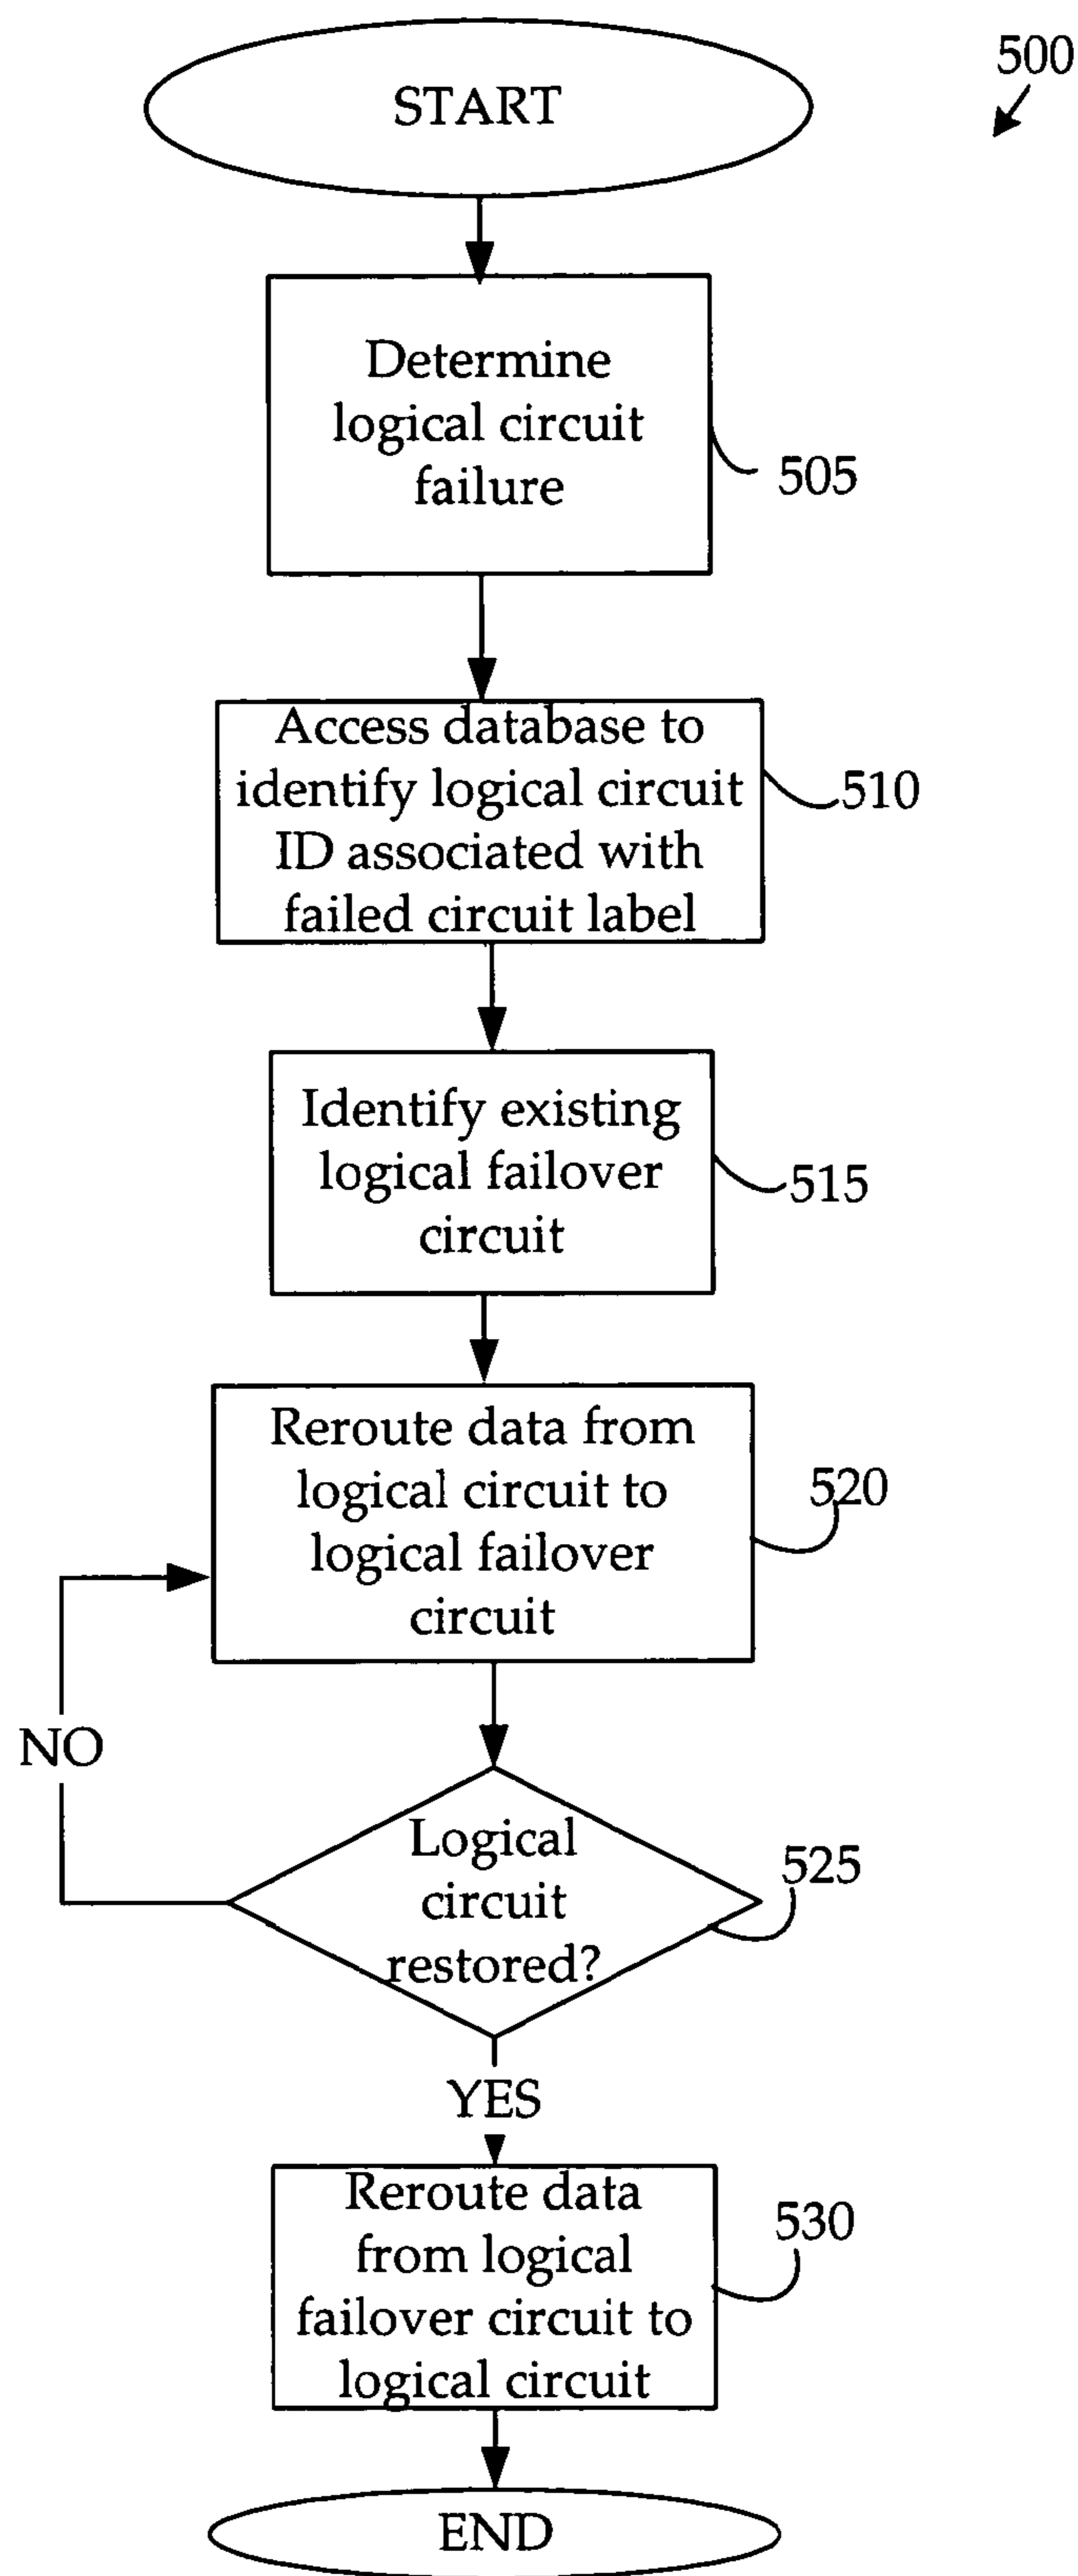 500
START
Determine
logical circuit
failure
505
Access database to
identify logical circuit
ID associated with
failed circuit label
510
Identify existing
logical failover
circuit
515
Reroute data from
logical circuit to
logical failover
circuit
520
NO
Logical
circuit
restored?
525
YES
Reroute data
from logical
failover circuit to
logical circuit
530
END